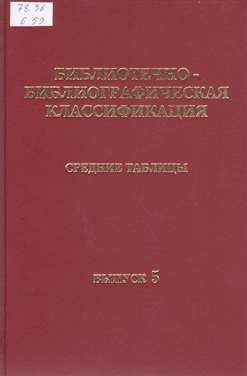 78.36
Б.59
БИБЛИОТЕЧНО-
БИБЛИОГРАФИЧЕСКАЯ
КЛАССИФИКАЦИЯ
СРЕДНИЕ ТАБЛИЦЫ
ВЫПУСК 5